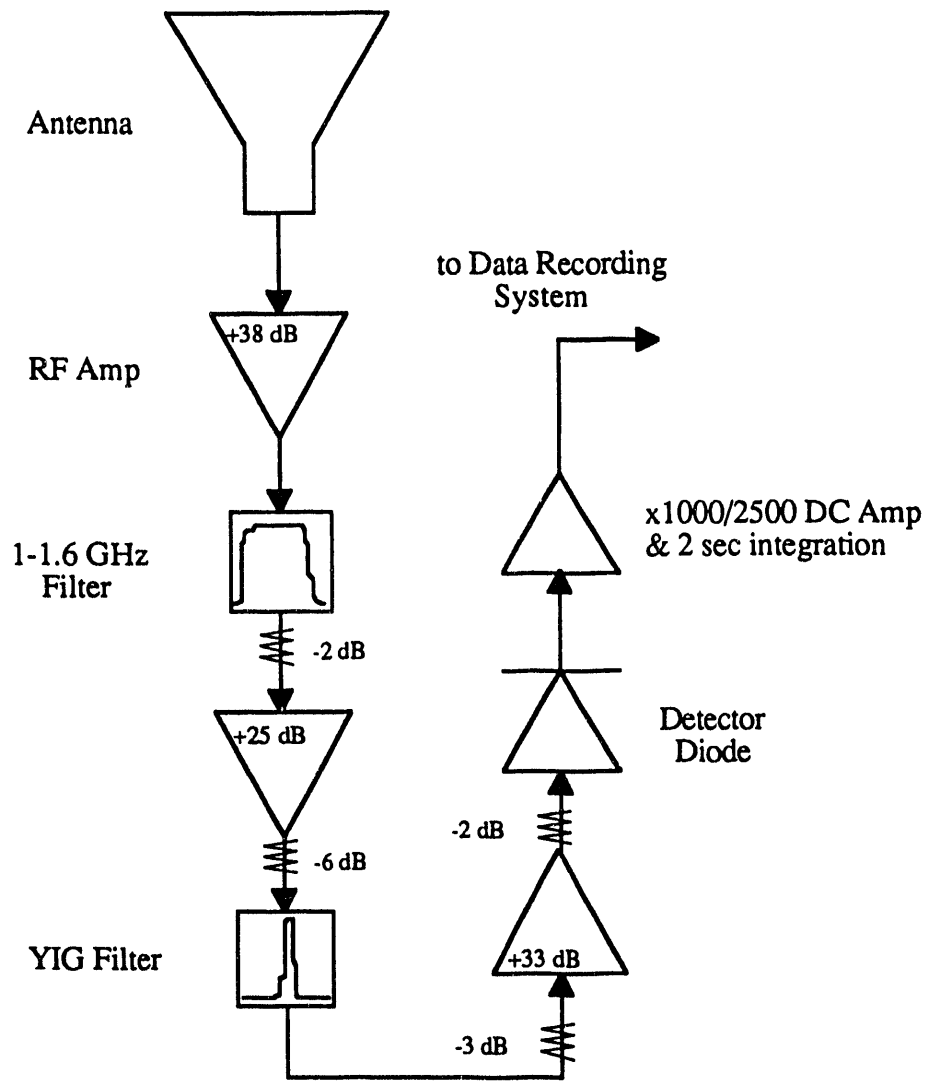 Antenna
+38 dB
RF Amp
1-1.6 GHz
Filter
-2 dB
+25 dB
-6 dB
YIG Filter
-3 dB
+33 dB
-2 dB
Detector
Diode
x1000/2500 DC Amp
& 2 sec integration
to Data Recording
System